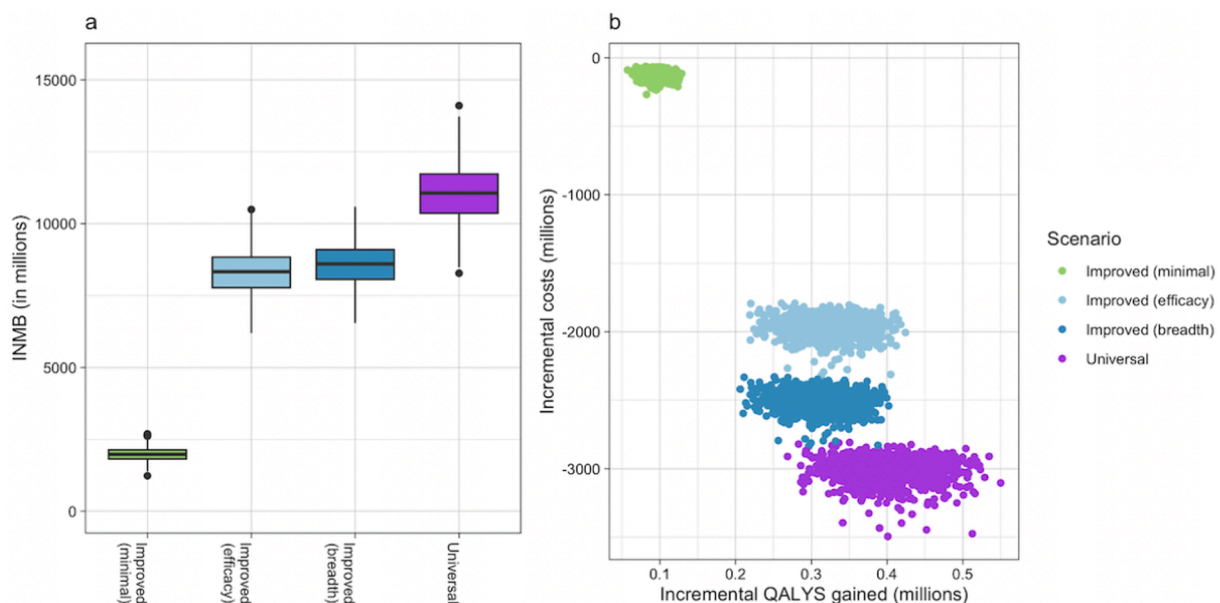 a
INMB (in millions)
15000
10000
5000
0
Improved
(minimal)
Improved
(efficacy)
Improved
(breadth)
Universal
b
Incremental costs (millions)
0
-1000
-2000
-3000
0.1
0.2
0.3
0.4
0.5
Incremental QALYS gained (millions)
Scenario
Improved (minimal)
Improved (efficacy)
Improved (breadth)
Universal